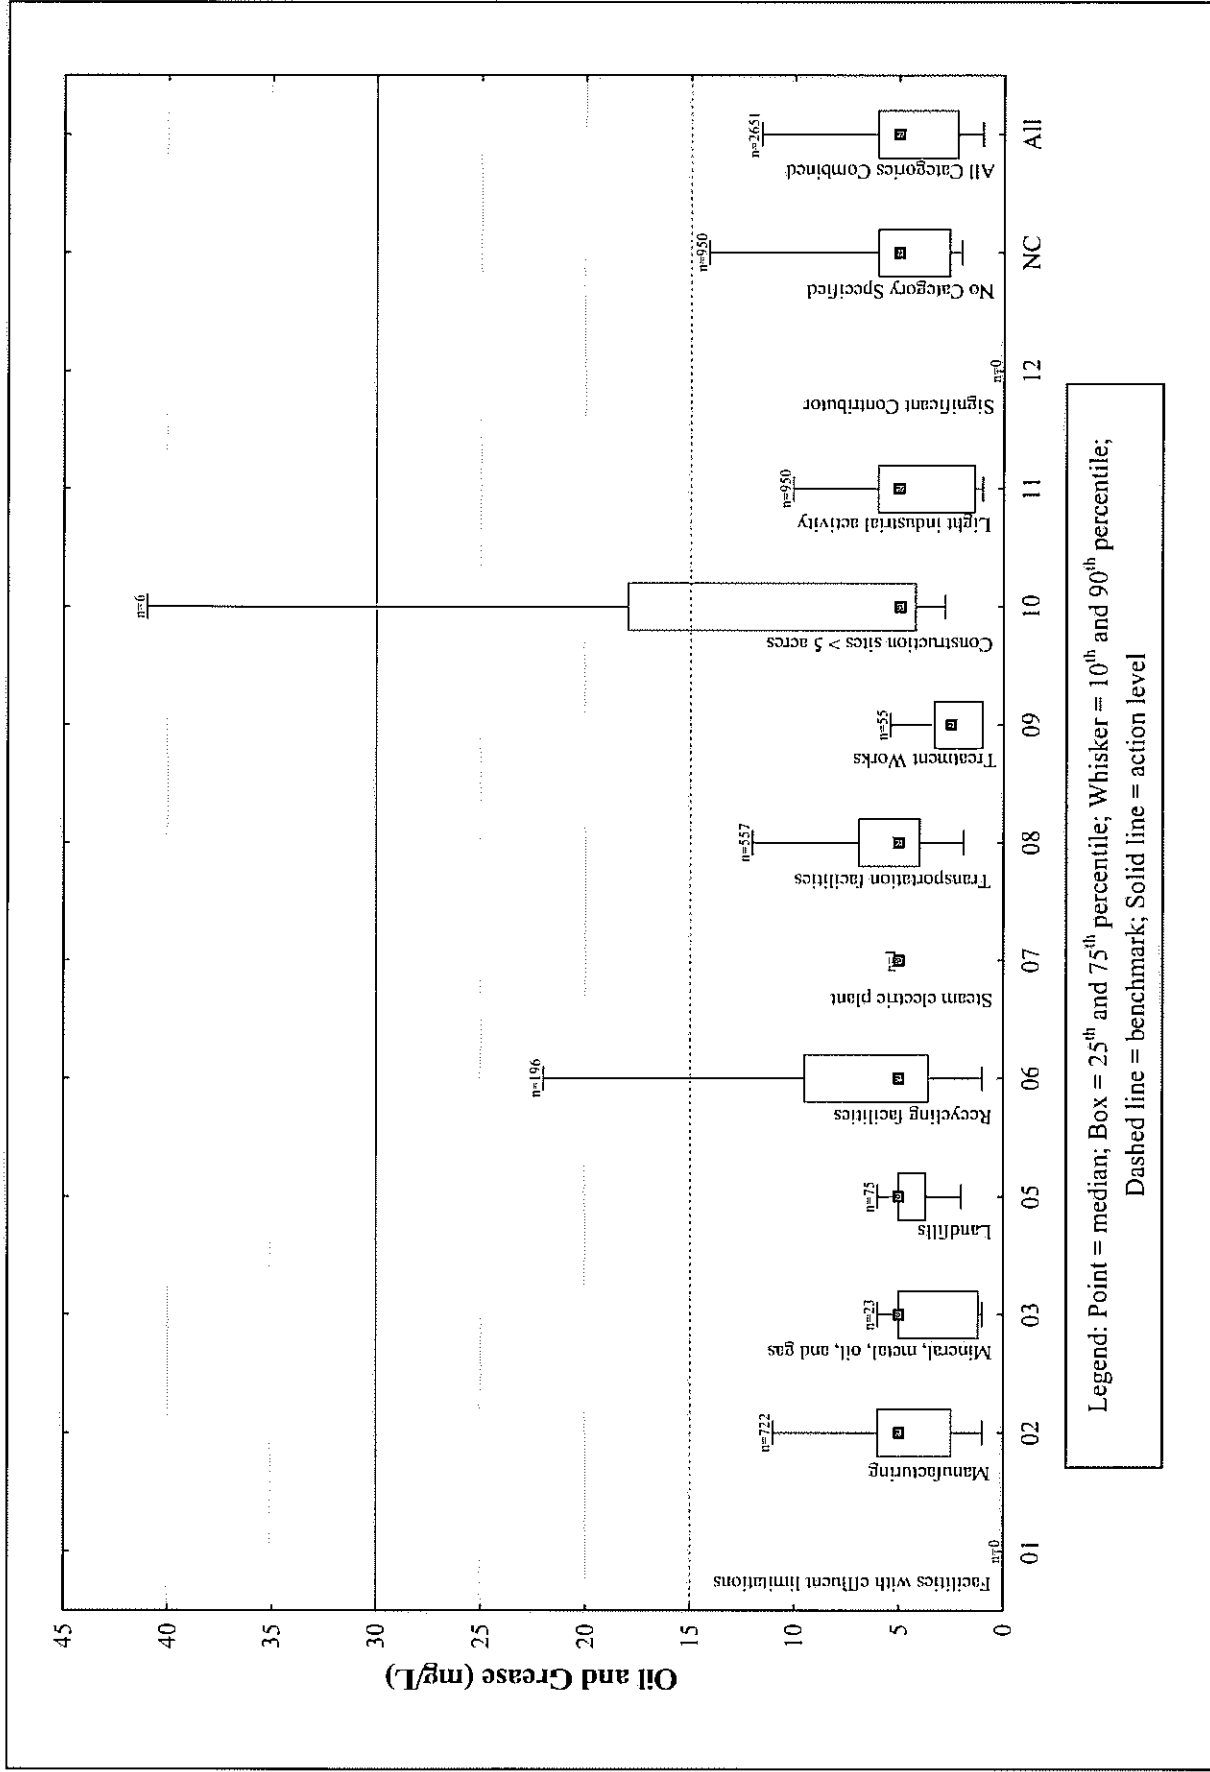 Oil and Grease (mg/L)
45
40
35
30
25
20
15
10
5
0
n=0
n=722
n=23
n=75
n=196
n=557
n=55
n=6
n=950
n=0
n=950
n=2651
Facilities with effluent limitations
Manufacturing
Mineral, metal, oil, and gas
Landfills
Recycling facilities
Steam electric plant
Transportation facilities
Treatment Works
Construction sites > 5 acres
Light industrial activity
Significant Contributor
No Category Specified
All Categories Combined
01
02
03
05
06
07
08
09
10
11
12
NC
All
Legend: Point = median; Box = 25th and 75th percentile; Whisker = 10th and 90th percentile;
Dashed line = benchmark; Solid line = action level